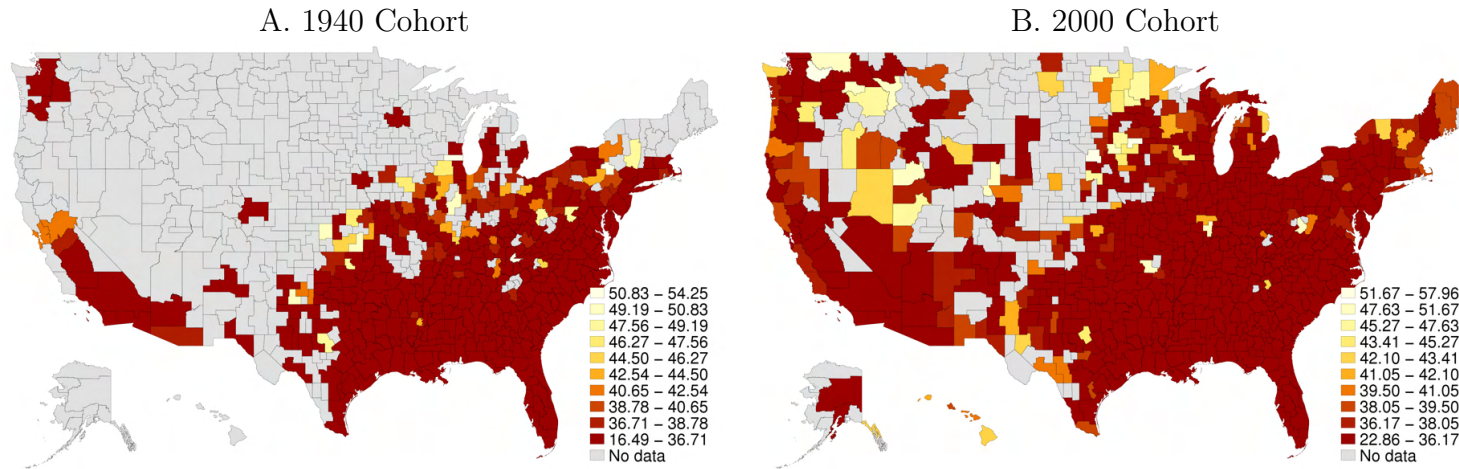 A. 1940 Cohort
50.83 – 54.25
49.19 – 50.83
47.56 – 49.19
46.27 – 47.56
44.50 – 46.27
42.54 – 44.50
40.65 – 42.54
38.78 – 40.65
36.71 – 38.78
16.49 – 36.71
No data
B. 2000 Cohort
51.67 – 57.96
47.63 – 51.67
45.27 – 47.63
43.41 – 45.27
42.10 – 43.41
41.05 – 42.10
39.50 – 41.05
38.05 – 39.50
36.17 – 38.05
22.86 – 36.17
No data